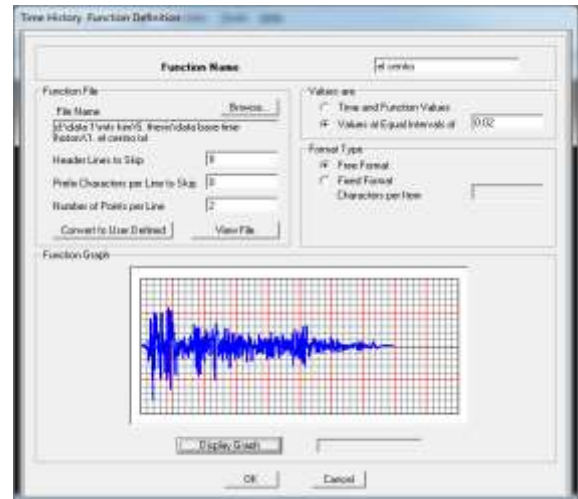 Time History Function Definition
Function Name
el centro
Function File
File Name
Browse...
Header Lines to Skip
Prefix Characters per Line to Skip
0
Number of Points per Line
2
Convert to User Defined
View File
Values are
Time and Function Values
Values at Equal Intervals of
0.02
Format Type
Free Format
Fixed Format
Characters per Item
Function Graph
Display Graph
OK
Cancel